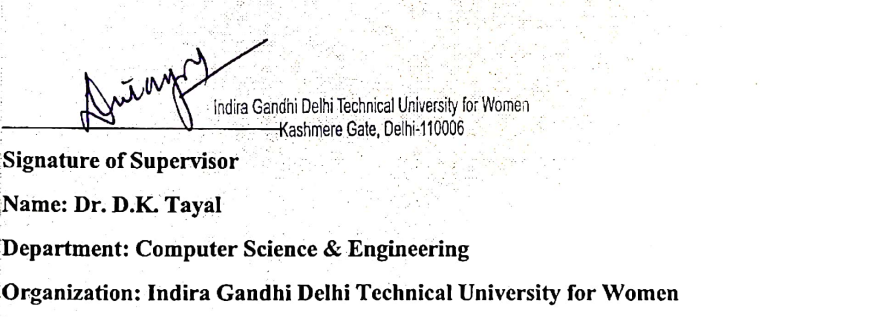 Indira Gandhi Delhi Technical University for Women
Kashmere Gate, Delhi-110006
Signature of Supervisor
Name: Dr. D.K. Tayal
Department: Computer Science & Engineering
Organization: Indira Gandhi Delhi Technical University for Women